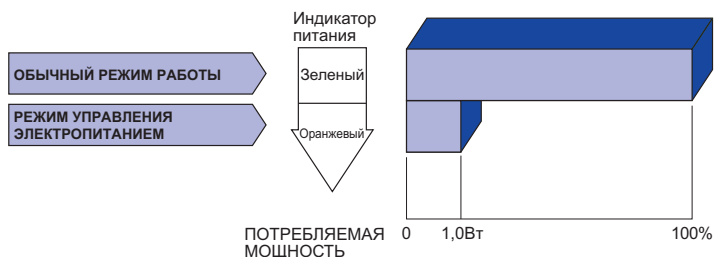 Индикатор
питания
ОБЫЧНЫЙ РЕЖИМ РАБОТЫ
Зеленый
РЕЖИМ УПРАВЛЕНИЯ
ЭЛЕКТРОПИТАНИЕМ
Оранжевый
ПОТРЕБЛЯЕМАЯ
МОЩНОСТЬ
0
1,0Вт
100%